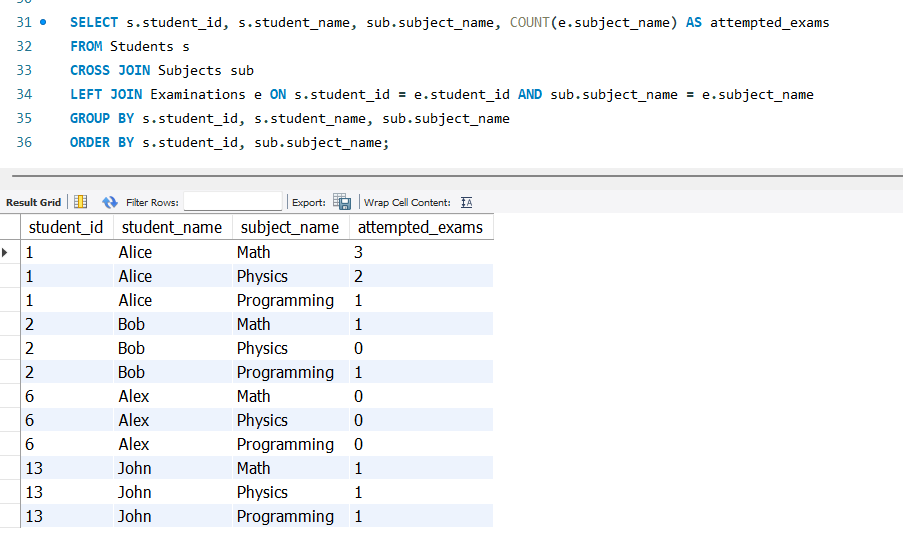 31 SELECT s.student_id, s.student_name, sub.subject_name, COUNT(e.subject_name) AS attempted_exams
32 FROM Students s
33 CROSS JOIN Subjects sub
34 LEFT JOIN Examinations e ON s.student_id = e.student_id AND sub.subject_name = e.subject_name
35 GROUP BY s.student_id, s.student_name, sub.subject_name
36 ORDER BY s.student_id, sub.subject_name;
Result Grid Filter Rows: Export: Wrap Cell Content: IA
student_id student_name subject_name attempted_exams
1 Alice Math 3
1 Alice Physics 2
1 Alice Programming 1
2 Bob Math 1
2 Bob Physics 0
2 Bob Programming 1
6 Alex Math 0
6 Alex Physics 0
6 Alex Programming 0
13 John Math 1
13 John Physics 1
13 John Programming 1